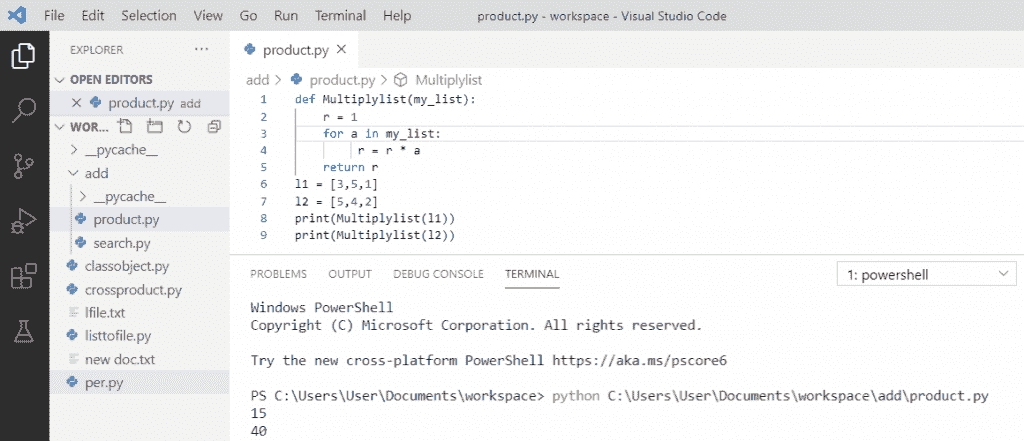 File Edit Selection View Go Run Terminal Help product.py - workspace - Visual Studio Code
EXPLORER
OPEN EDITORS
product.py add
WOR...
__pycache__
add
__pycache__
product.py
search.py
classobject.py
crossproduct.py
lfile.txt
listtofile.py
new doc.txt
per.py
product.py
add > product.py > Multiplylist
1 def Multiplylist(my_list):
2     r = 1
3     for a in my_list:
4         r = r * a
5     return r
6 l1 = [3,5,1]
7 l2 = [5,4,2]
8 print(Multiplylist(l1))
9 print(Multiplylist(l2))
PROBLEMS OUTPUT DEBUG CONSOLE TERMINAL 1: powershell
Windows PowerShell
Copyright (C) Microsoft Corporation. All rights reserved.
Try the new cross-platform PowerShell https://aka.ms/pscore6
PS C:\Users\User\Documents\workspace> python C:\Users\User\Documents\workspace\add\product.py
15
40